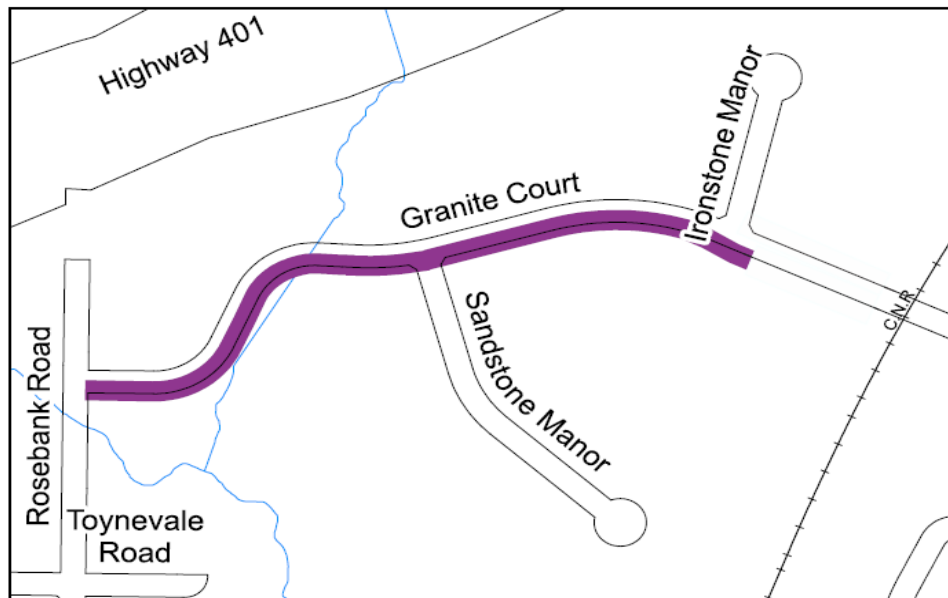 Highway 401
Ironstone Manor
Granite Court
C.N.R
Sandstone Manor
Rosebank Road
Toynevale
Road